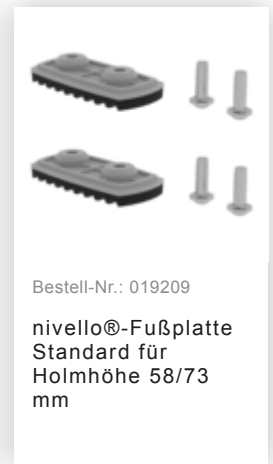 Bestell-Nr.: 019209
nivello®-Fußplatte
Standard für
Holmhöhe 58/73
mm